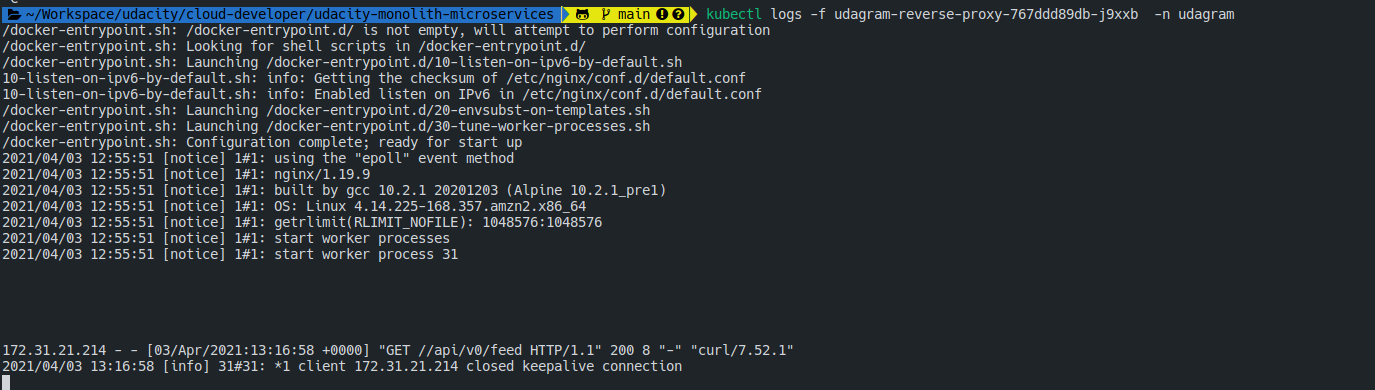 ~/Workspace/udacity/cloud-developer/udacity-monolith-microservices main kubectl logs -f udagram-reverse-proxy-767ddd89db-j9xxb -n udagram
/docker-entrypoint.sh: /docker-entrypoint.d/ is not empty, will attempt to perform configuration
/docker-entrypoint.sh: Looking for shell scripts in /docker-entrypoint.d/
/docker-entrypoint.sh: Launching /docker-entrypoint.d/10-listen-on-ipv6-by-default.sh
10-listen-on-ipv6-by-default.sh: info: Getting the checksum of /etc/nginx/conf.d/default.conf
10-listen-on-ipv6-by-default.sh: info: Enabled listen on IPv6 in /etc/nginx/conf.d/default.conf
/docker-entrypoint.sh: Launching /docker-entrypoint.d/20-envsubst-on-templates.sh
/docker-entrypoint.sh: Launching /docker-entrypoint.d/30-tune-worker-processes.sh
/docker-entrypoint.sh: Configuration complete; ready for start up
2021/04/03 12:55:51 [notice] 1#1: using the "epoll" event method
2021/04/03 12:55:51 [notice] 1#1: nginx/1.19.9
2021/04/03 12:55:51 [notice] 1#1: built by gcc 10.2.1 20201203 (Alpine 10.2.1_pre1)
2021/04/03 12:55:51 [notice] 1#1: OS: Linux 4.14.225-168.357.amzn2.x86_64
2021/04/03 12:55:51 [notice] 1#1: getrlimit(RLIMIT_NOFILE): 1048576:1048576
2021/04/03 12:55:51 [notice] 1#1: start worker processes
2021/04/03 12:55:51 [notice] 1#1: start worker process 31
172.31.21.214 - - [03/Apr/2021:13:16:58 +0000] "GET //api/v0/feed HTTP/1.1" 200 8 "-" "curl/7.52.1"
2021/04/03 13:16:58 [info] 31#31: *1 client 172.31.21.214 closed keepalive connection